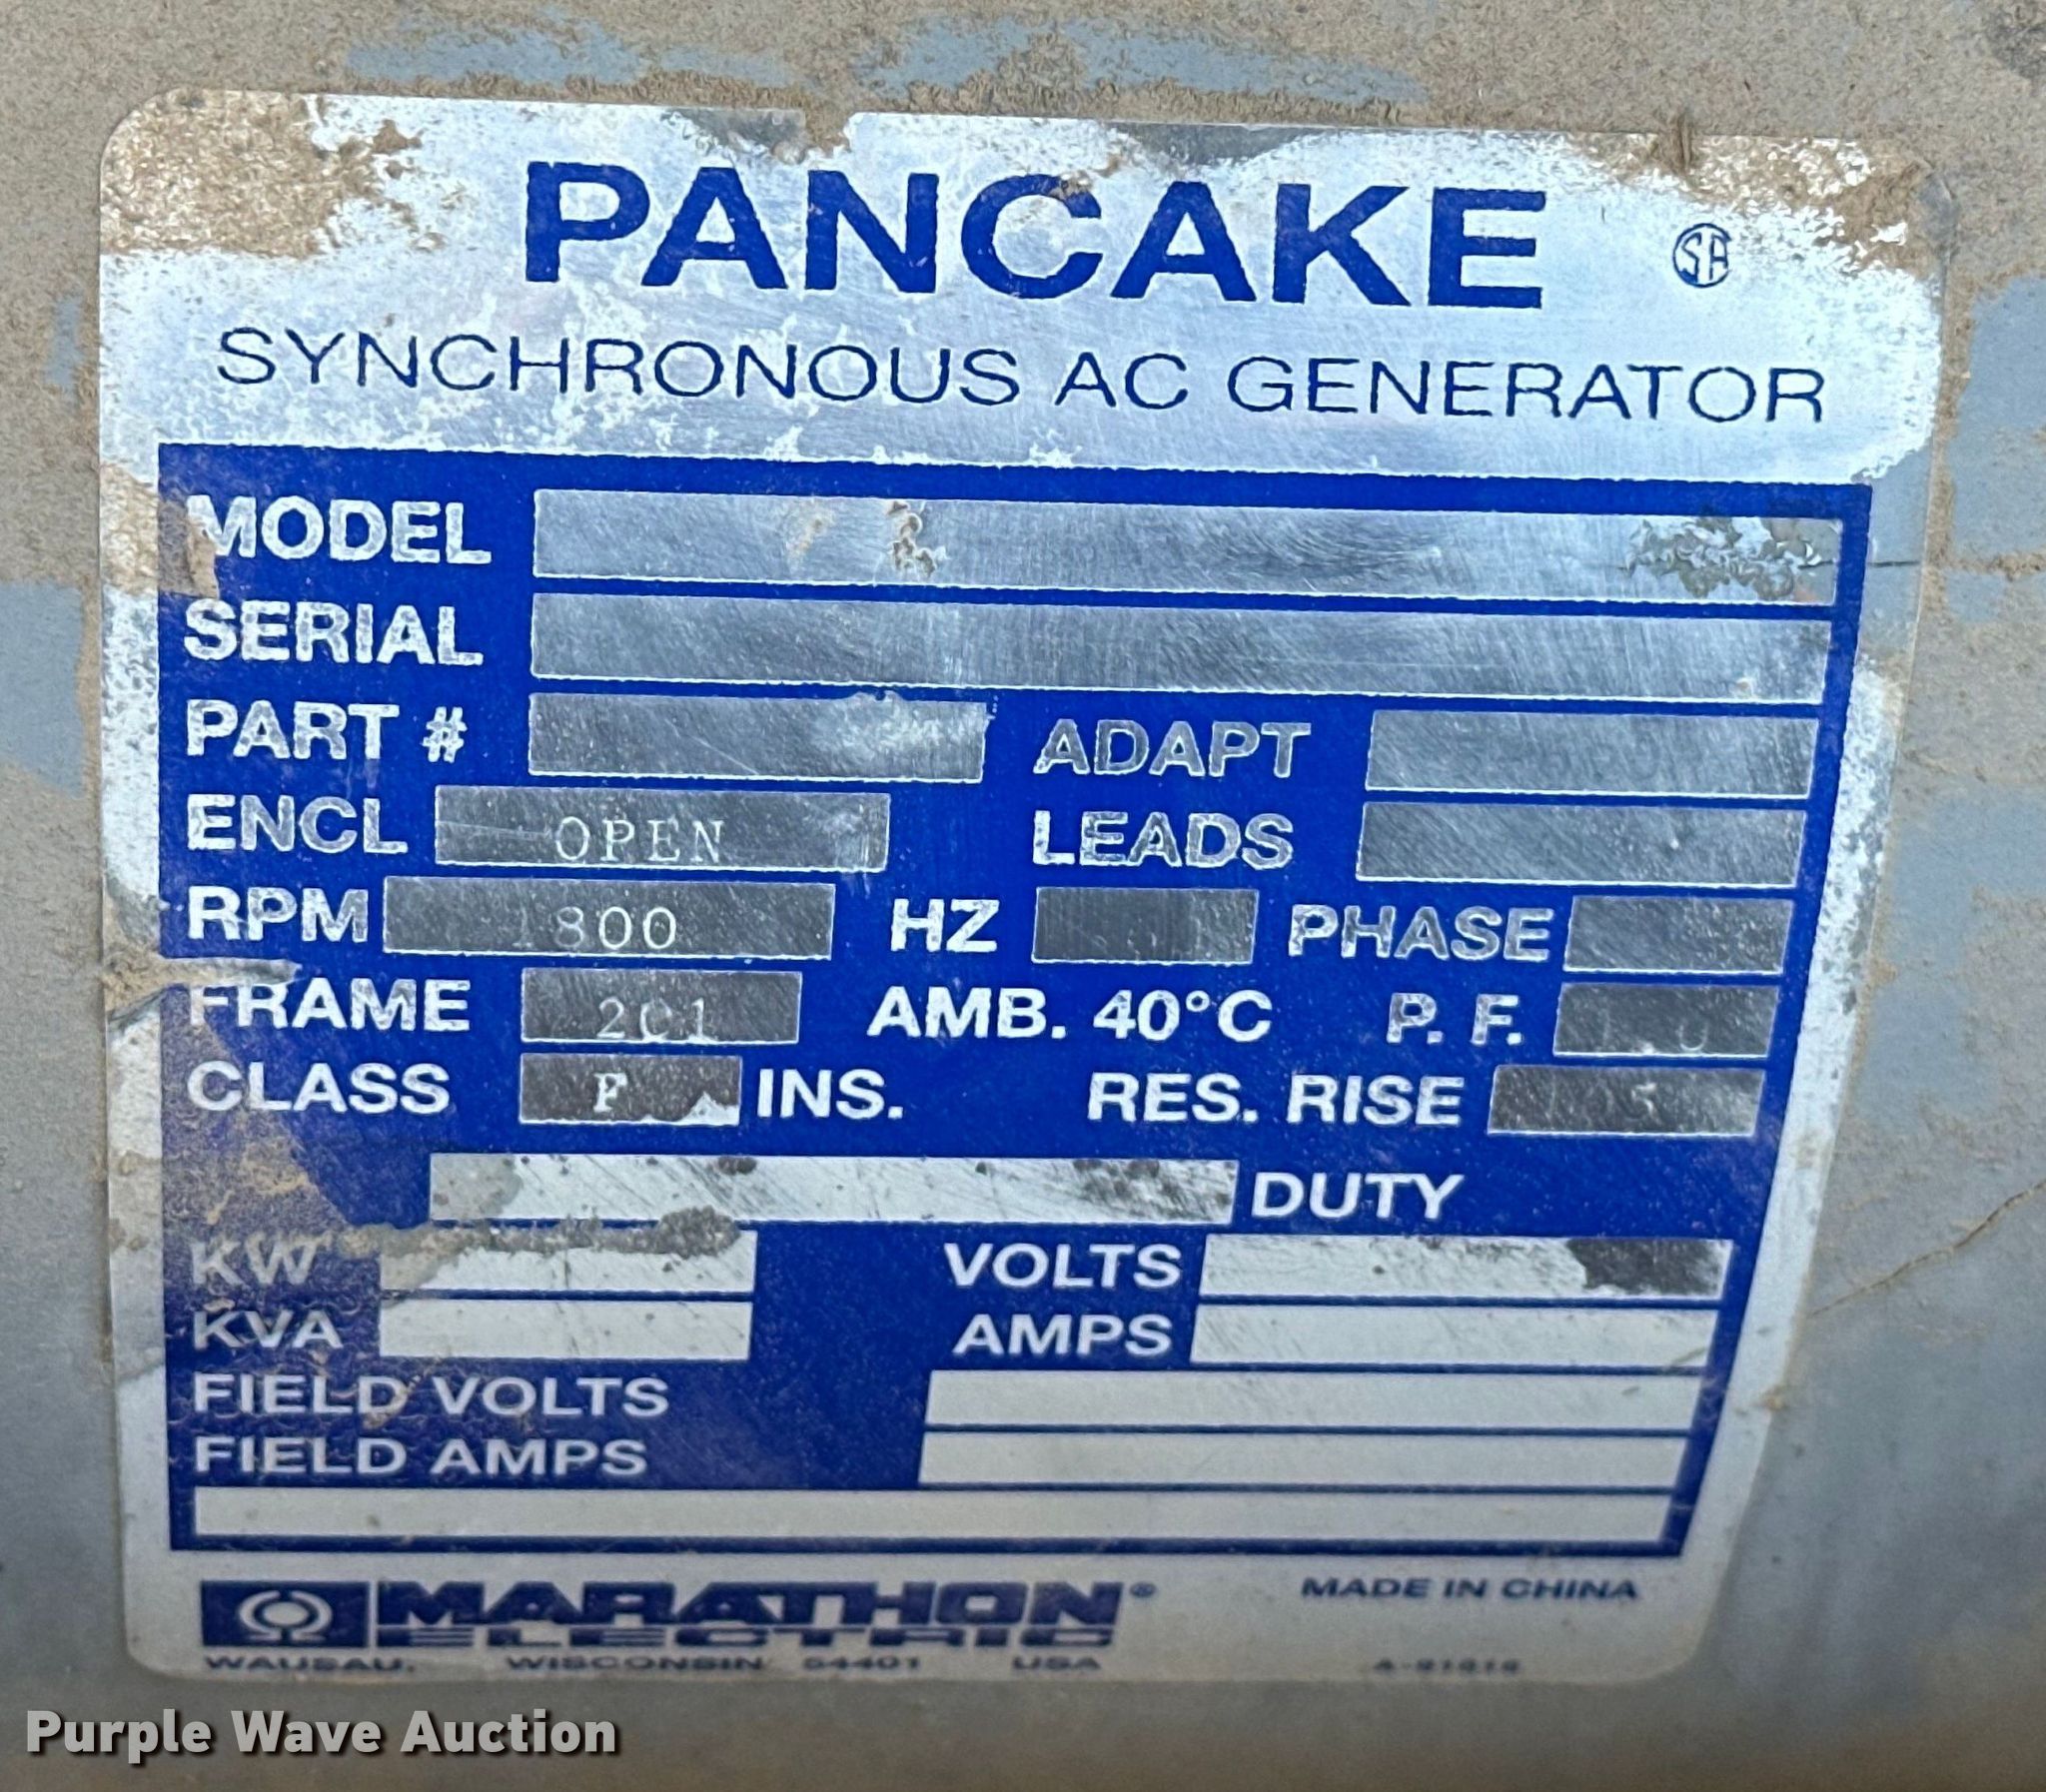 PANCAKE SA
SYNCHRONOUS AC GENERATOR
MODEL
SERIAL
PART # ADAPT
ENCL OPEN LEADS
RPM 1800 HZ PHASE
FRAME 201 AMB. 40°C P. F.
CLASS F INS. RES. RISE
DUTY
KW VOLTS
KVA AMPS
FIELD VOLTS
FIELD AMPS
MARATHON® MADE IN CHINA
ELECTRIC
WAUSAU, WISCONSIN 54401 USA
Purple Wave Auction